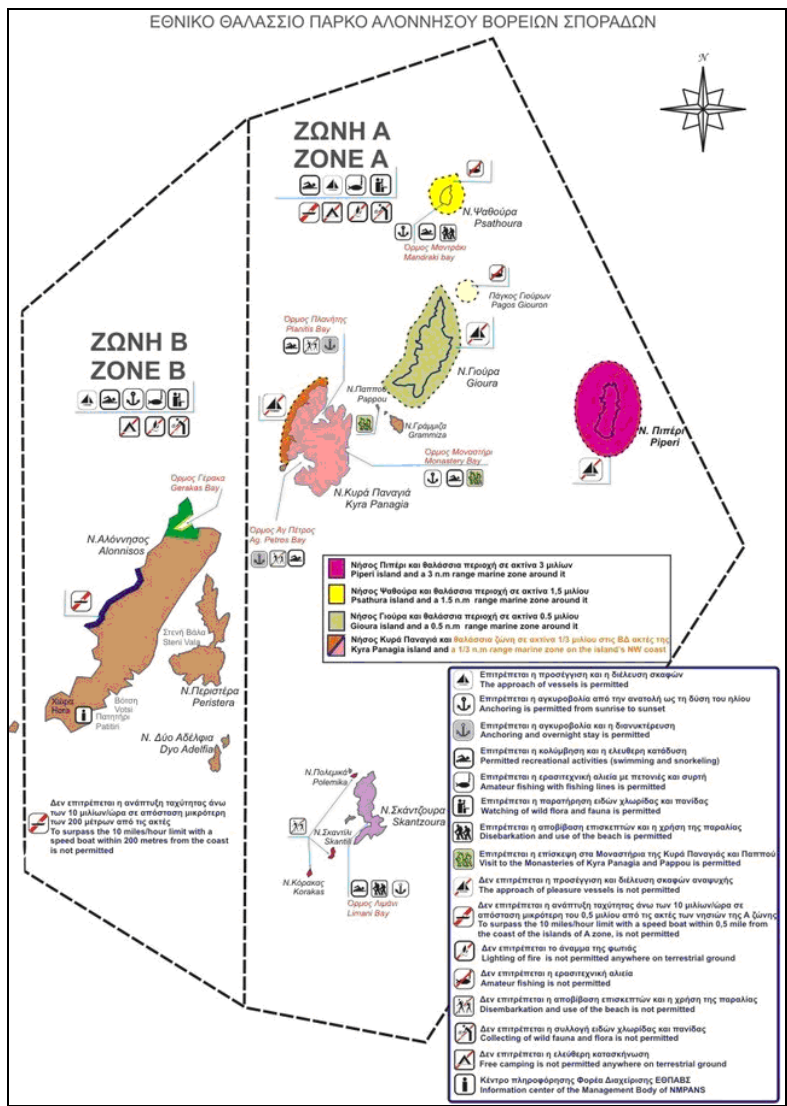 ΕΘΝΙΚΟ ΘΑΛΑΣΣΙΟ ΠΑΡΚΟ ΑΛΟΝΝΗΣΟΥ ΒΟΡΕΙΩΝ ΣΠΟΡΑΔΩΝ
N
ΖΩΝΗ Α
ZONE A
Ν.Ψαθούρα
Psathoura
Όρμος Μαντράκι
Mandraki bay
Πάγκος Γιούρων
Pagos Giouron
Όρμος Πλανήτης
Planitis Bay
ΖΩΝΗ Β
ZONE B
Ν.Γιούρα
Gioura
Ν.Παππού
Pappou
Ν.Γράμμιζα
Grammiza
Ν. Πιπέρι
Piperi
Όρμος Μοναστήρι
Monastery Bay
Όρμος Γέρακα
Gerakas Bay
Ν.Κυρά Παναγιά
Kyra Panagia
Όρμος Αγ Πέτρος
Ag. Petros Bay
Ν.Αλόννησος
Alonnisos
Νήσος Πιπέρι και θαλάσσια περιοχή σε ακτίνα 3 μιλίων
Piperi island and a 3 n.m range marine zone around it
Νήσος Ψαθούρα και θαλάσσια περιοχή σε ακτίνα 1,5 μιλίου
Psathura island and a 1.5 n.m range marine zone around it
Νήσος Γιούρα και θαλάσσια περιοχή σε ακτίνα 0.5 μιλίου
Gioura island and a 0.5 n.m range marine zone around it
Νήσος Κυρά Παναγιά και θαλάσσια ζώνη σε ακτίνα 1/3 μιλίου στις ΒΔ ακτές της
Kyra Panagia island and a 1/3 n.m range marine zone on the island's NW coast
Στενή Βάλα
Steni Vala
Ν.Περιστέρα
Peristera
Χώρα
Hora
Βότση
Votsi
Πατητήρι
Patitiri
i
Ν. Δύο Αδέλφια
Dyo Adelfia
Ν.Πολεμικά
Polemika
Ν.Σκάντζουρα
Skantzoura
Ν.Σκαντίλι
Skantili
Ν.Κόρακας
Korakas
Όρμος Λιμάνι
Limani Bay
Δεν επιτρέπεται η ανάπτυξη ταχύτητας άνω
των 10 μιλίων/ώρα σε απόσταση μικρότερη
των 200 μέτρων από τις ακτές
To surpass the 10 miles/hour limit with a
speed boat within 200 metres from the coast
is not permitted
Επιτρέπεται η προσέγγιση και η διέλευση σκαφών
The approach of vessels is permitted
Επιτρέπεται η αγκυροβολία από την ανατολή ως τη δύση του ηλίου
Anchoring is permitted from sunrise to sunset
Επιτρέπεται η αγκυροβολία και η διανυκτέρευση
Anchoring and overnight stay is permitted
Επιτρέπεται η κολύμβηση και η ελευθερη κατάδυση
Permitted recreational activities (swimming and snorkeling)
Επιτρέπεται η ερασιτεχνική αλιεία με πετονιές και συρτή
Amateur fishing with fishing lines is permitted
Επιτρέπεται η παρατήρηση ειδών χλωρίδας και πανίδας
Watching of wild flora and fauna is permitted
Επιτρέπεται η αποβίβαση επισκεπτών και η χρήση της παραλίας
Disebarkation and use of the beach is permitted
Επιτρέπεται η επίσκεψη στα Μοναστήρια της Κυρά Παναγιάς και Παππού
Visit to the Monasteries of Kyra Panagia and Pappou is permitted
Δεν επιτρέπεται η προσέγγιση και διέλευση σκαφών αναψυχής
The approach of pleasure vessels is not permitted
Δεν επιτρέπεται η ανάπτυξη ταχύτητας άνω των 10 μιλίων/ώρα σε
απόσταση μικρότερη του 0,5 μιλίου από τις ακτές των νησιών της Α ζώνης
To surpass the 10 miles/hour limit with a speed boat within 0,5 mile from
the coast of the islands of A zone, is not permitted
Δεν επιτρέπεται το άναμμα της φωτιάς
Lighting of fire is not permitted anywhere on terrestrial ground
Δεν επιτρέπεται η ερασιτεχνική αλιεία
Amateur fishing is not permitted
Δεν επιτρέπεται η αποβίβαση επισκεπτών και η χρήση της παραλίας
Disembarkation and use of the beach is not permitted
Δεν επιτρέπεται η συλλογή ειδών χλωρίδας και πανίδας
Collecting of wild fauna and flora is not permitted
Δεν επιτρέπεται η ελεύθερη κατασκήνωση
Free camping is not permitted anywhere on terrestrial ground
i
Κέντρο πληροφόρησης Φορέα Διαχείρισης ΕΘΠΑΒΣ
Information center of the Management Body of NMPANS